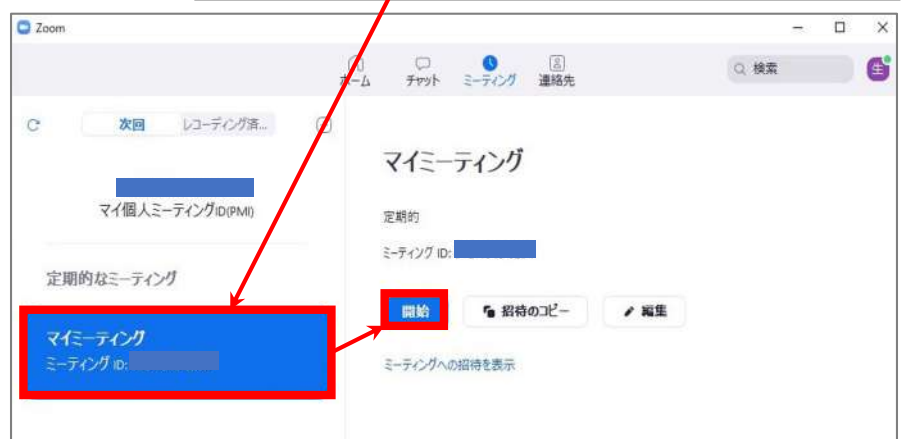 Zoom
ホーム チャット ミーティング 連絡先
検索
生
次回 レコーディング済...
マイ個人ミーティングID(PMI)
定期的なミーティング
マイミーティング
ミーティング ID:
マイミーティング
定期的
ミーティング ID:
開始 招待のコピー 編集
ミーティングへの招待を表示